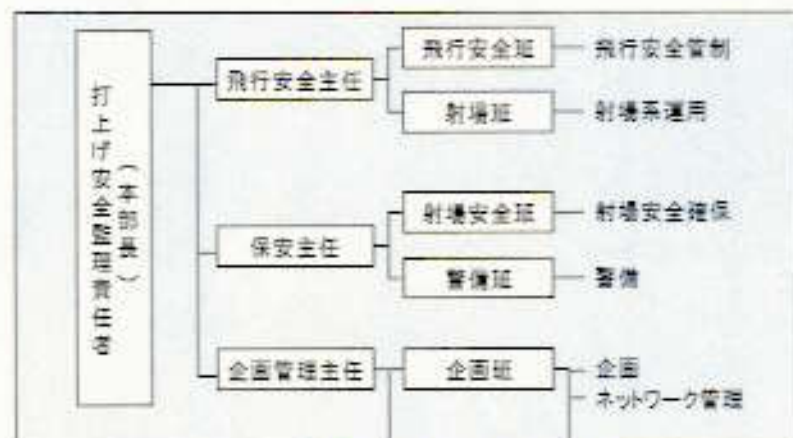 打上げ安全監理責任者
（本部長）
飛行安全主任
飛行安全班
飛行安全管制
射場班
射場系運用
保安主任
射場安全班
射場安全確保
警備班
警備
企画管理主任
企画班
企画
ネットワーク管理